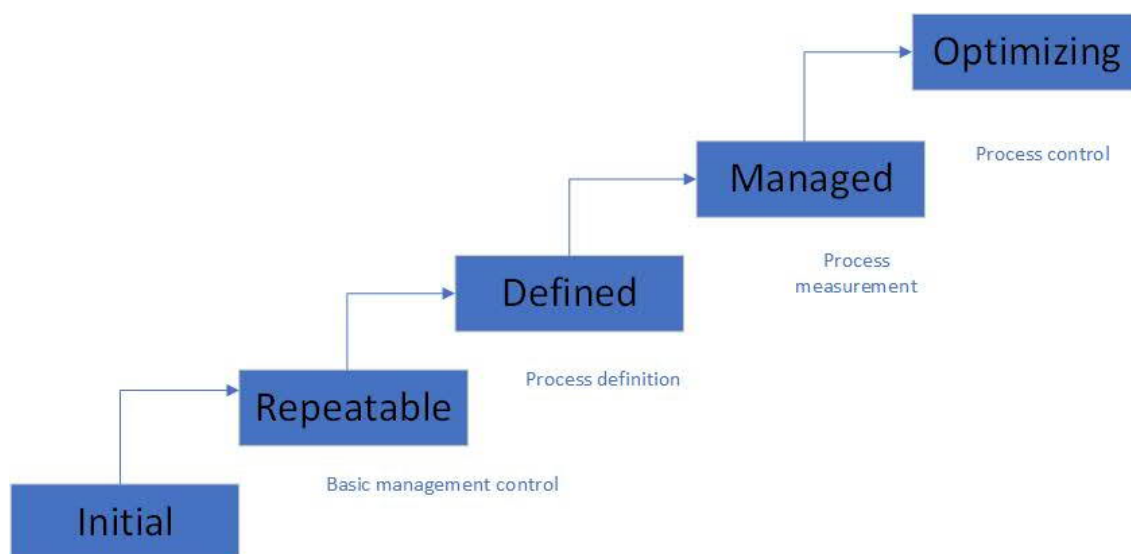 Optimizing
Process control
Managed
Process
measurement
Defined
Process definition
Repeatable
Basic management control
Initial